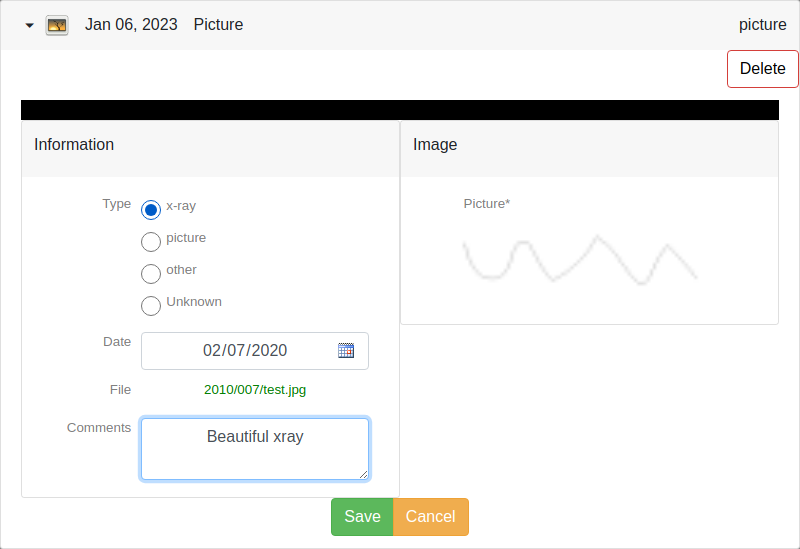 Jan 06, 2023 Picture picture
Delete
Information
Type
x-ray
picture
other
Unknown
Date 02/07/2020
File 2010/007/test.jpg
Comments Beautiful xray
Image
Picture*
Save Cancel